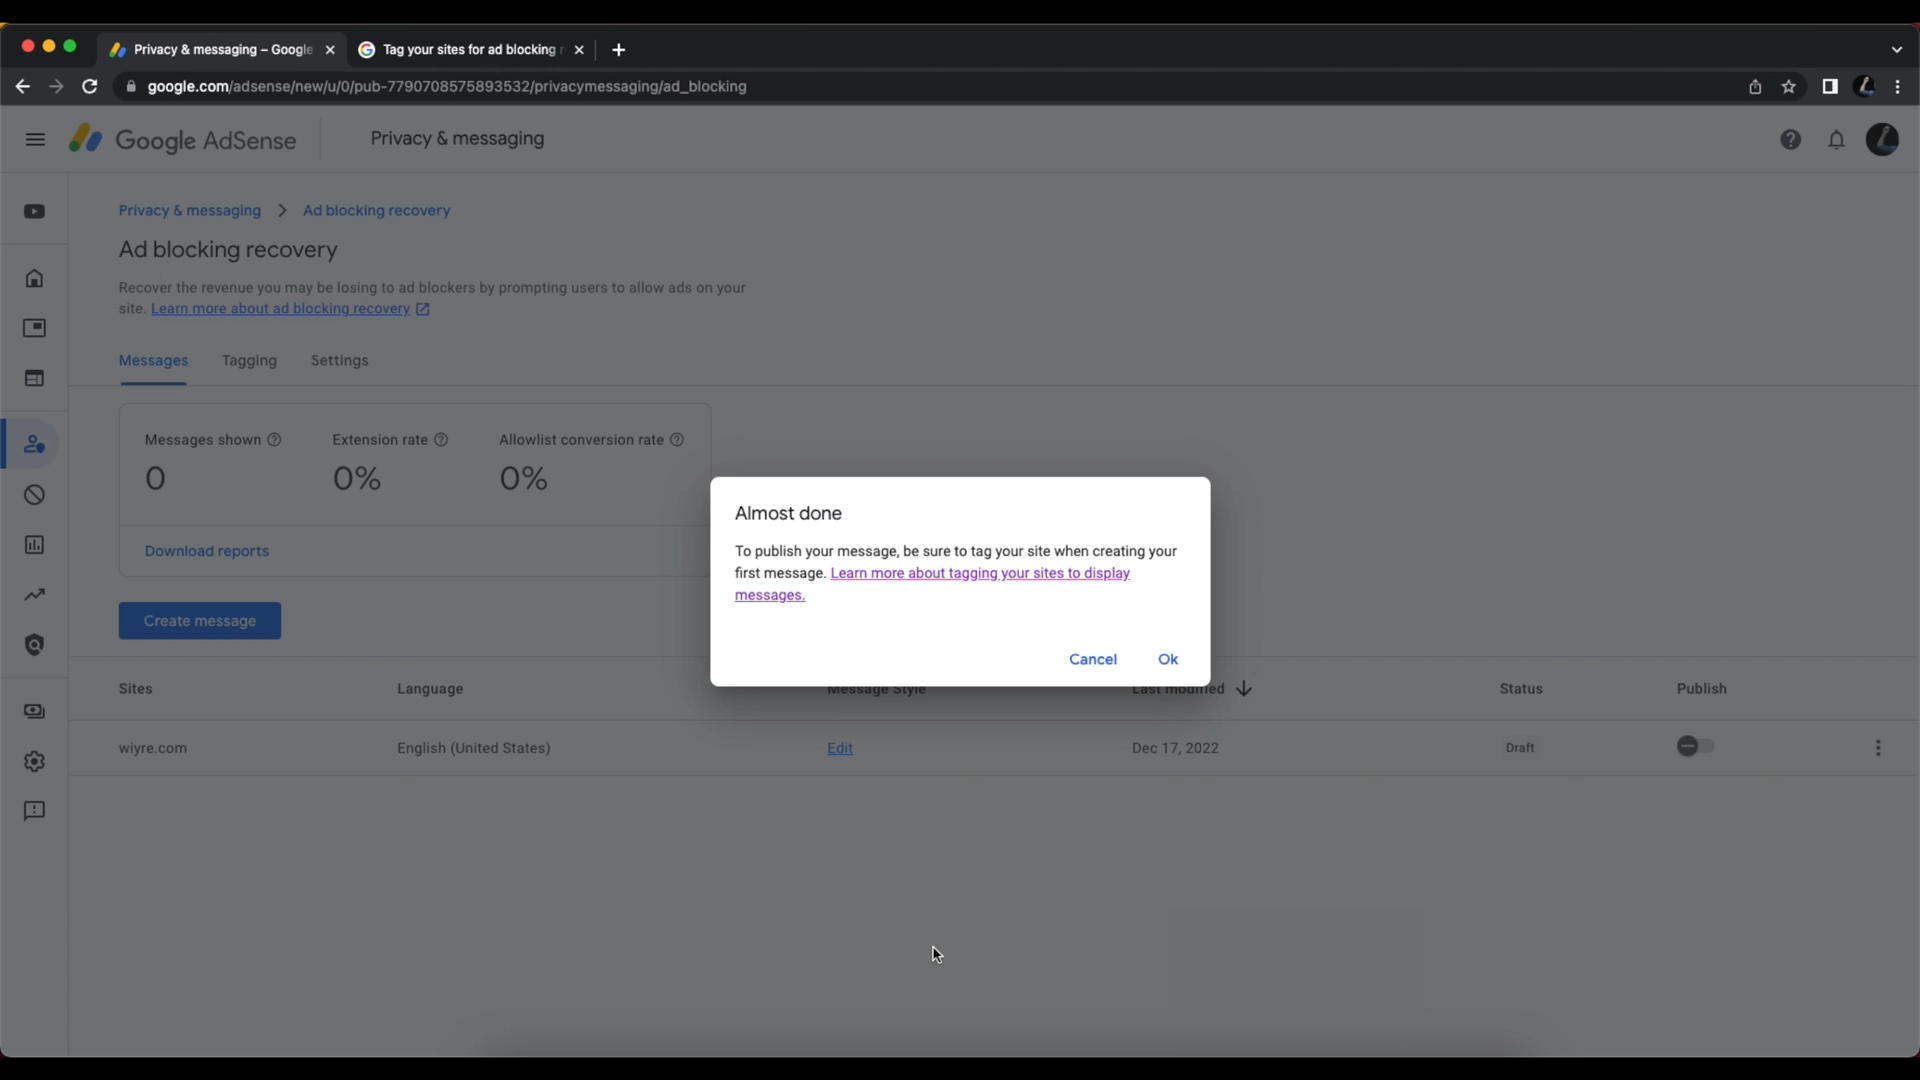 Privacy & messaging – Google
Tag your sites for ad blocking
google.com/adsense/new/u/0/pub-7790708575893532/privacymessaging/ad_blocking
Google AdSense
Privacy & messaging
Privacy & messaging
Ad blocking recovery
Ad blocking recovery
Recover the revenue you may be losing to ad blockers by prompting users to allow ads on your
site. Learn more about ad blocking recovery
Messages
Tagging
Settings
Messages shown
Extension rate
Allowlist conversion rate
0
0%
0%
Download reports
Create message
Almost done
To publish your message, be sure to tag your site when creating your
first message. Learn more about tagging your sites to display
messages.
Cancel
Ok
Sites
Language
Message Style
Last modified
Status
Publish
wiyre.com
English (United States)
Edit
Dec 17, 2022
Draft